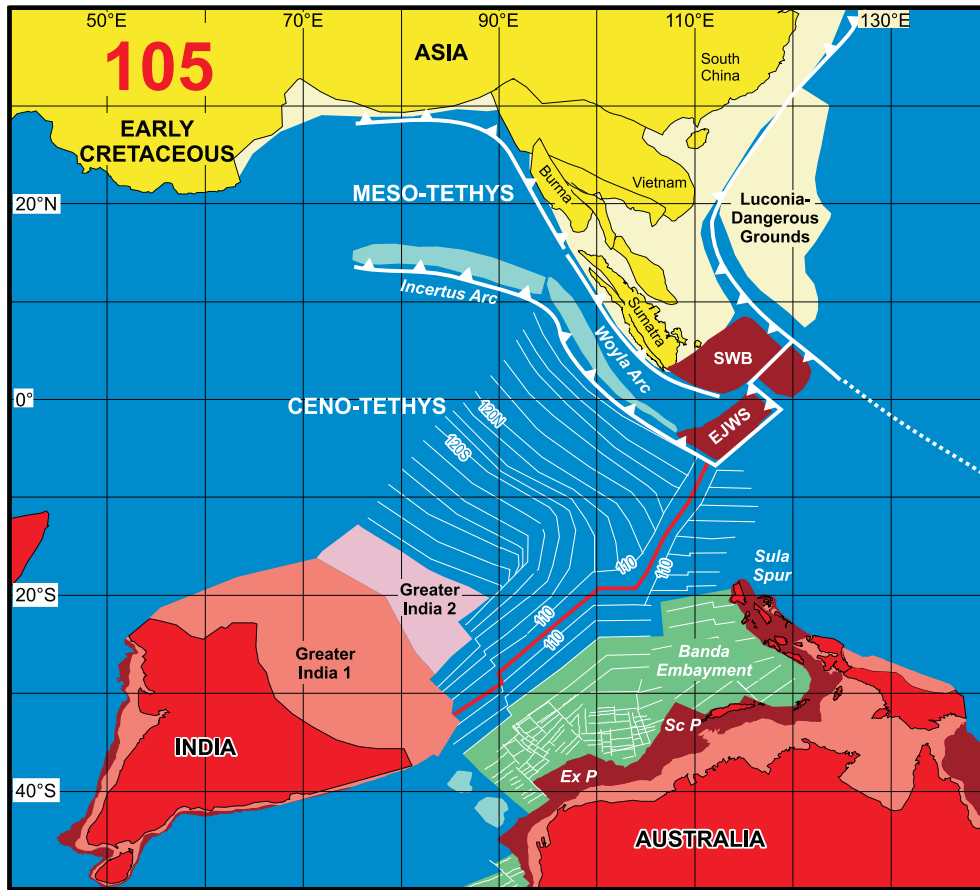 50°E
70°E
90°E
110°E
130°E
105
EARLY
CRETACEOUS
ASIA
South
China
MESO-TETHYS
Burma
Vietnam
20°N
Luconia-
Dangerous
Grounds
Incertus Arc
Sumatra
Woyla Arc
SWB
0°
CENO-TETHYS
120N
120S
EJWS
110
110
Sula
Spur
20°S
Greater
India 2
110
110
Banda
Embayment
Greater
India 1
Sc P
INDIA
Ex P
40°S
AUSTRALIA